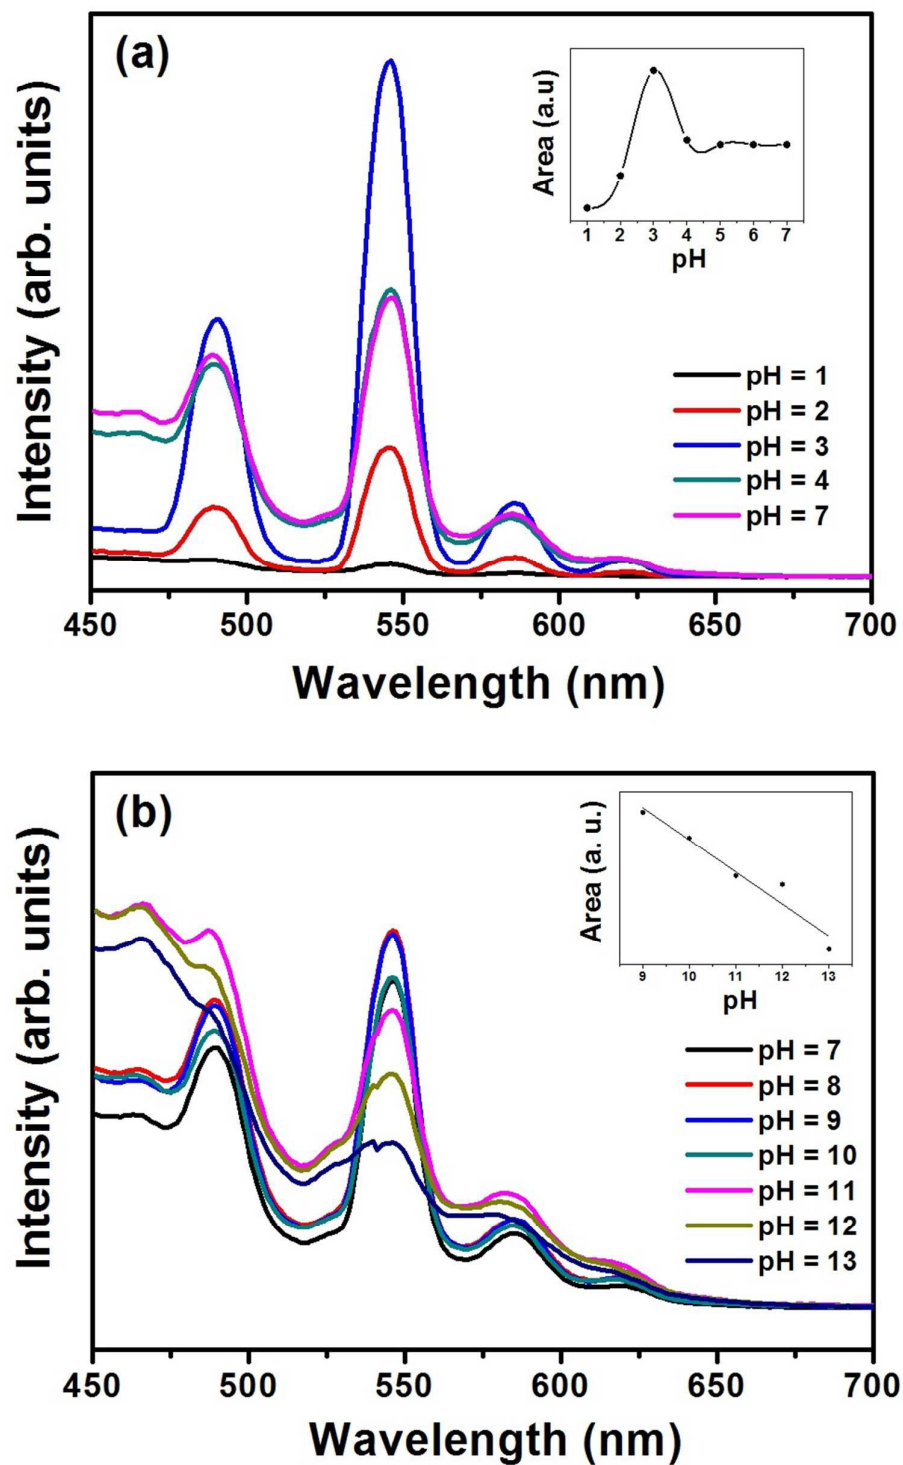 (a)
Intensity (arb. units)
Area (a.u)
1 2 3 4 5 6 7
pH
pH = 1
pH = 2
pH = 3
pH = 4
pH = 7
450 500 550 600 650 700
Wavelength (nm)
(b)
Intensity (arb. units)
Area (a. u.)
9 10 11 12 13
pH
pH = 7
pH = 8
pH = 9
pH = 10
pH = 11
pH = 12
pH = 13
450 500 550 600 650 700
Wavelength (nm)